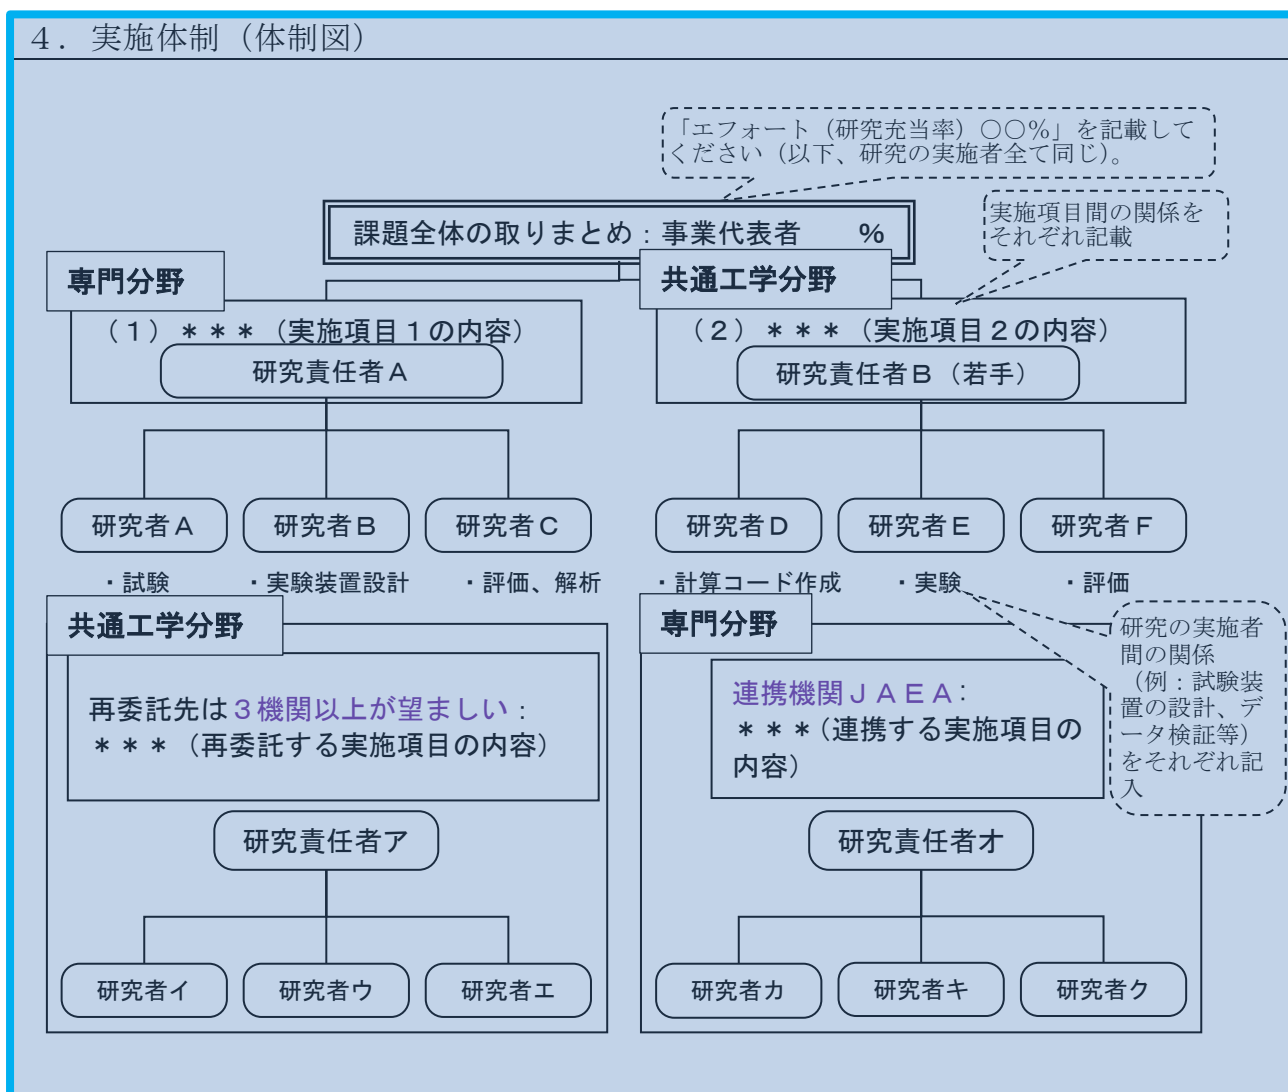 ４．実施体制（体制図）
「エフォート（研究充当率）〇〇％」を記載して
ください（以下、研究の実施者全て同じ）。
課題全体の取りまとめ：事業代表者　　％
実施項目間の関係を
それぞれ記載
専門分野
（１）＊＊＊（実施項目１の内容）
研究責任者Ａ
共通工学分野
（２）＊＊＊（実施項目２の内容）
研究責任者Ｂ（若手）
研究者Ａ
研究者Ｂ
研究者Ｃ
研究者Ｄ
研究者Ｅ
研究者Ｆ
・試験
・実験装置設計
・評価、解析
・計算コード作成
・実験
・評価
共通工学分野
再委託先は３機関以上が望ましい：
＊＊＊（再委託する実施項目の内容）
研究責任者ア
研究者イ
研究者ウ
研究者エ
専門分野
連携機関ＪＡＥＡ：
＊＊＊（連携する実施項目の
内容）
研究の実施者
間の関係
（例：試験装
置の設計、デ
ータ検証等）
をそれぞれ記
入
研究責任者オ
研究者カ
研究者キ
研究者ク